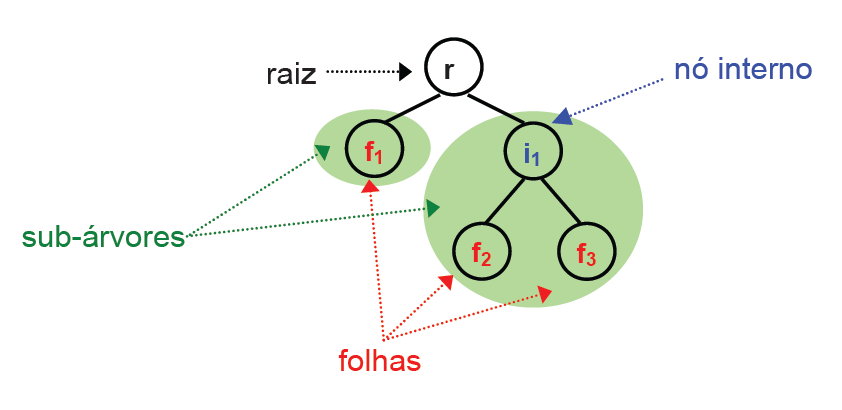 raiz
r
nó interno
f1
i1
sub-árvores
f2
f3
folhas